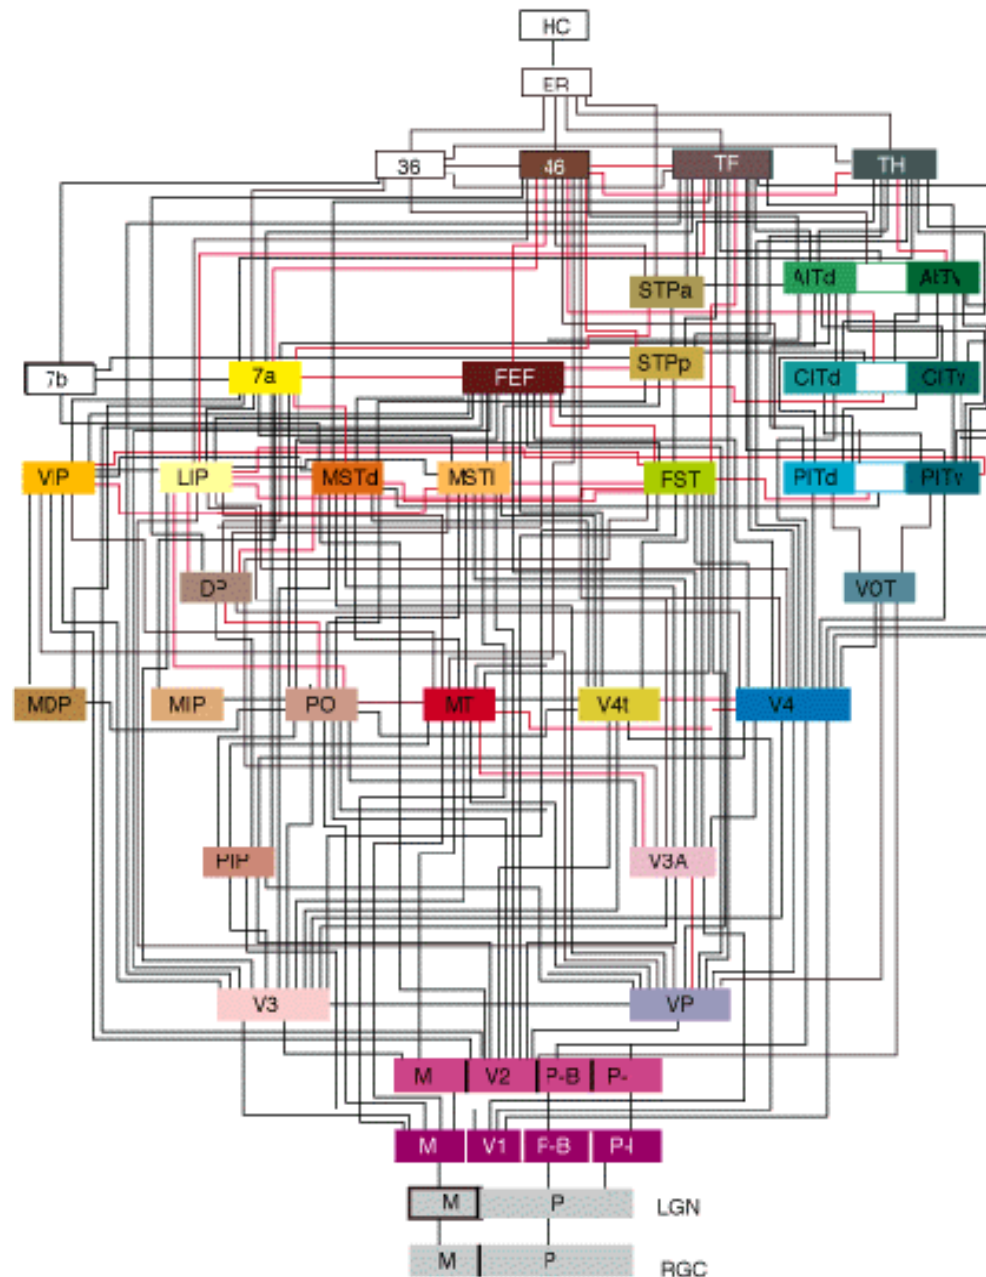 HC
ER
36 46 TF TH
STPa AITd AITv
7b 7a FEF STPp CITd CITv
VIP LIP MSTd MSTl FST PITd PITv
DP VOT
MDP MIP PO MT V4t V4
PIP V3A
V3 VP
M V2 P-B P-
M V1 P-B P-I
M P LGN
M P RGC